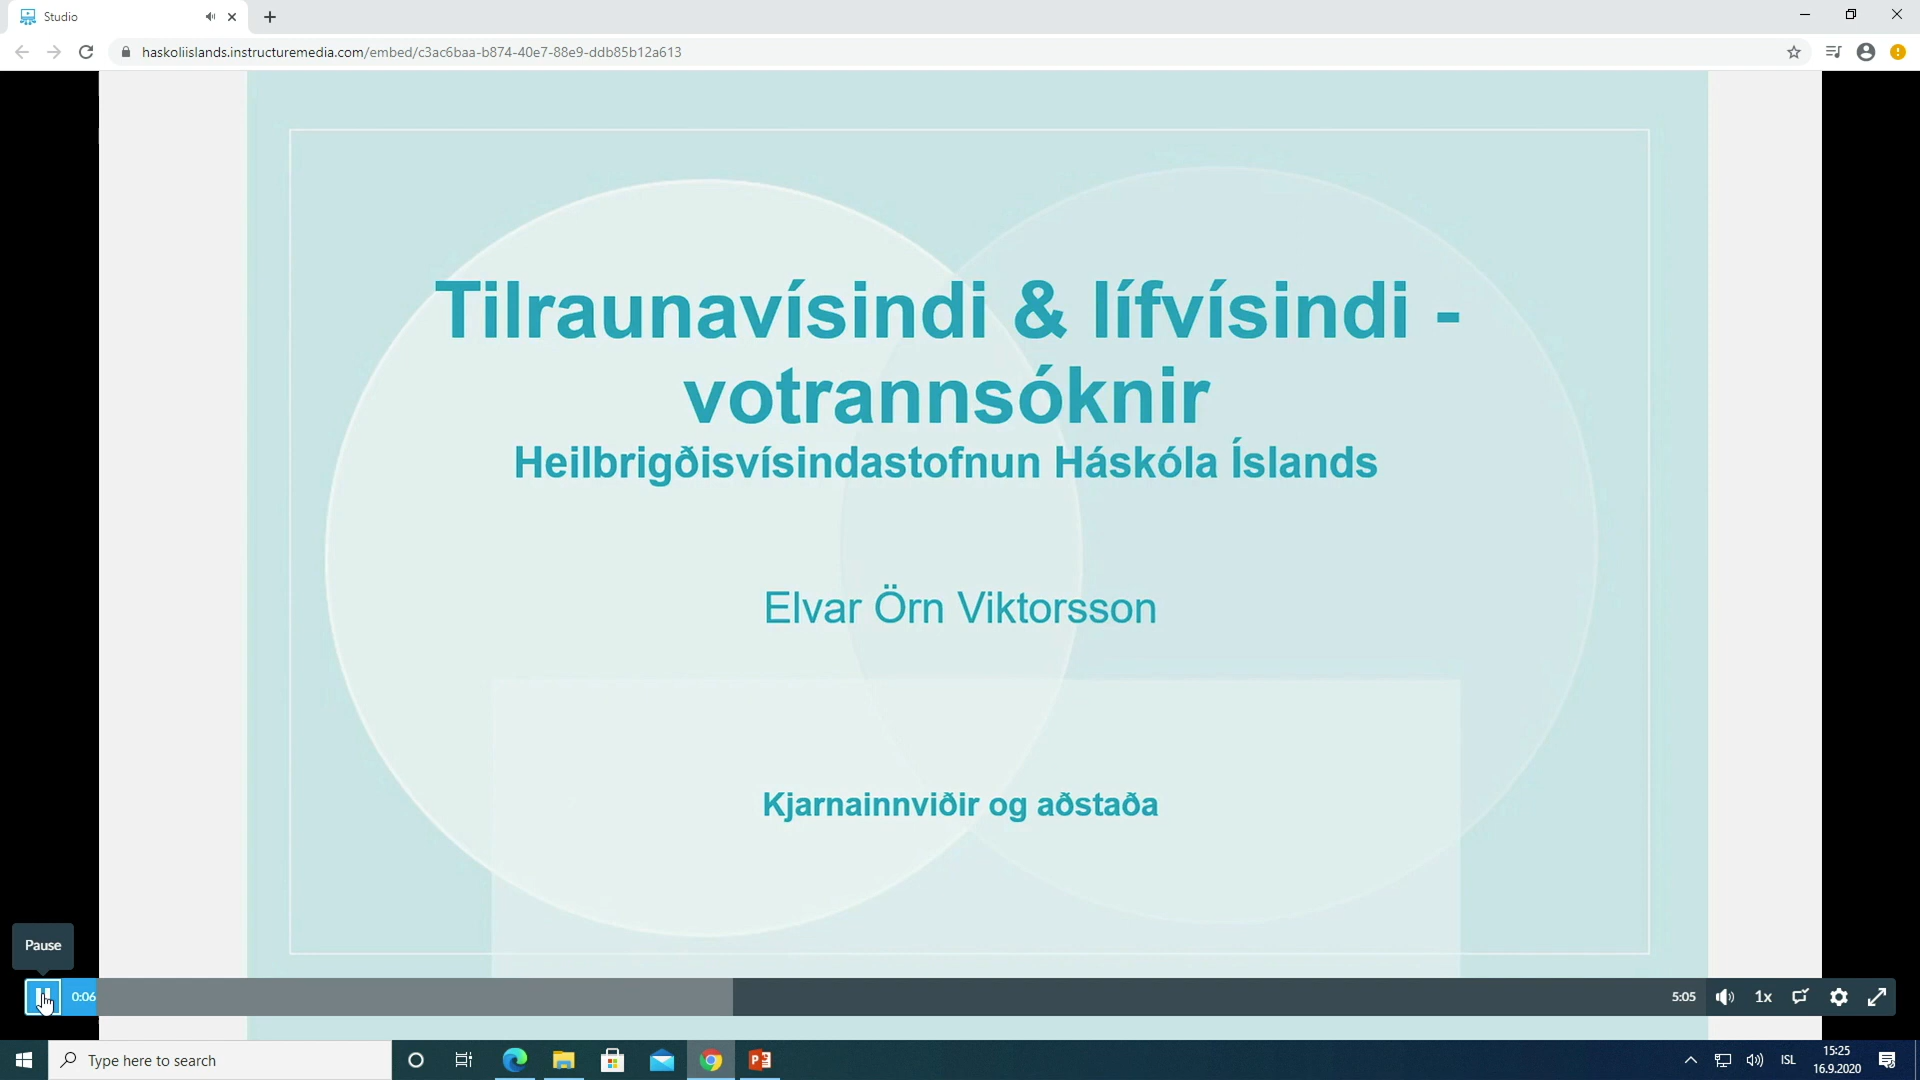 Studio
haskoliislands.instructuremedia.com/embed/c3ac6baa-b874-40e7-88e9-ddb85b12a613
Tilraunavísindi & lífvísindi -
votrannsóknir
Heilbrigðisvísindastofnun Háskóla Íslands
Elvar Örn Viktorsson
Kjarnainnviðir og aðstaða
Pause
0:06
5:05
1x
Type here to search
ISL
15:25
16.9.2020